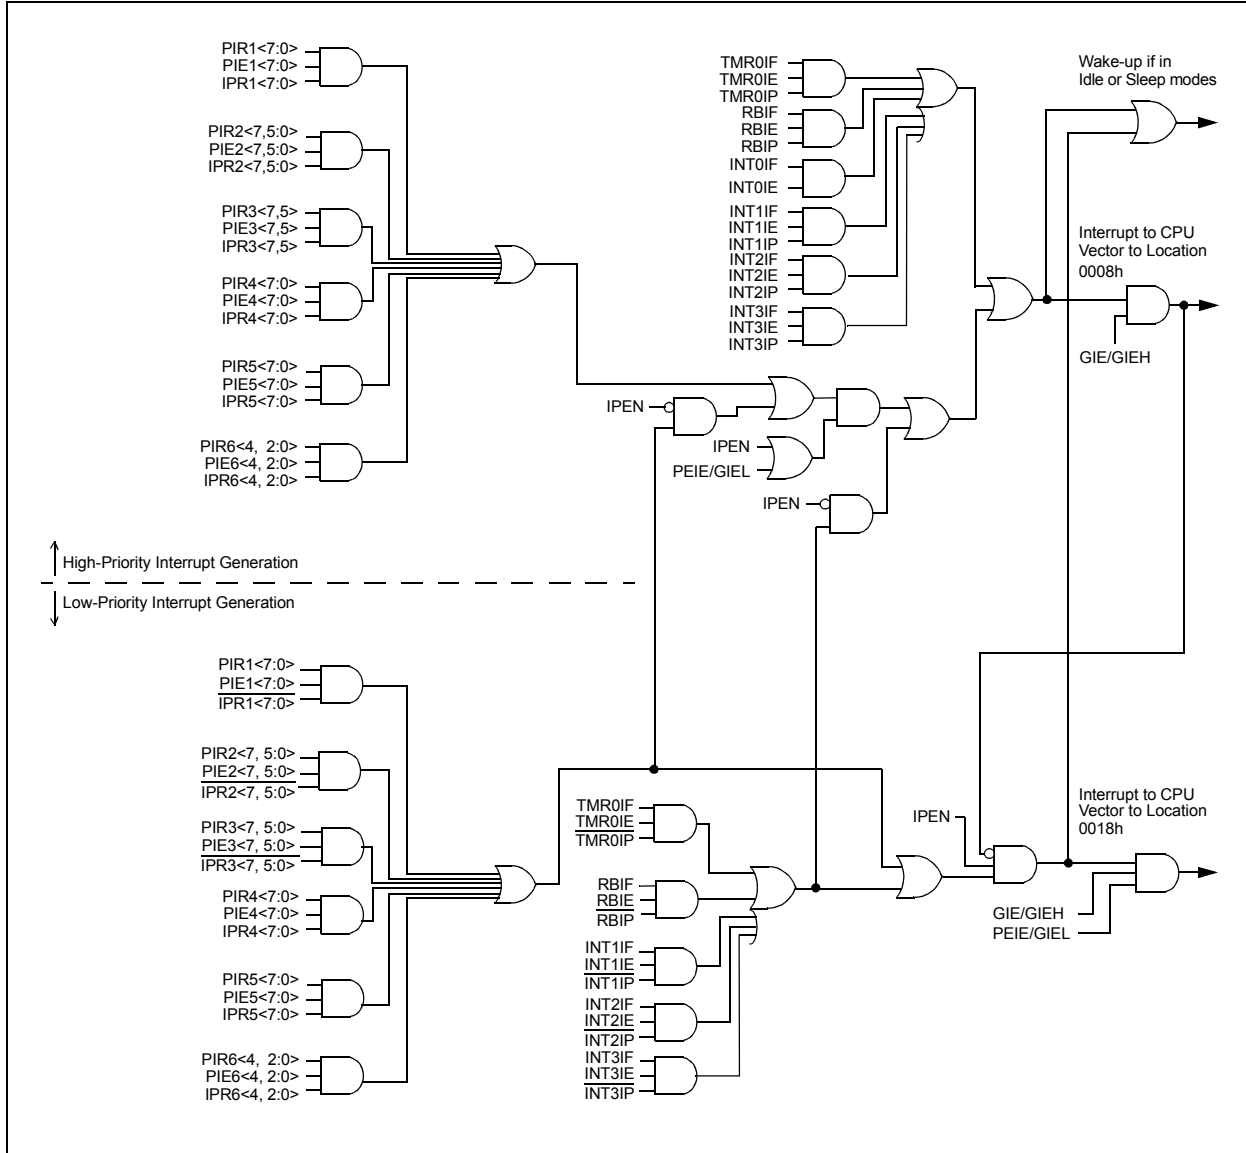 PIR1<7:0>
PIE1<7:0>
IPR1<7:0>
PIR2<7,5:0>
PIE2<7,5:0>
IPR2<7,5:0>
PIR3<7,5>
PIE3<7,5>
IPR3<7,5>
PIR4<7:0>
PIE4<7:0>
IPR4<7:0>
PIR5<7:0>
PIE5<7:0>
IPR5<7:0>
PIR6<4, 2:0>
PIE6<4, 2:0>
IPR6<4, 2:0>
TMR0IF
TMR0IE
TMR0IP
RBIF
RBIE
RBIP
INT0IF
INT0IE
INT1IF
INT1IE
INT1IP
INT2IF
INT2IE
INT2IP
INT3IF
INT3IE
INT3IP
Wake-up if in
Idle or Sleep modes
Interrupt to CPU
Vector to Location
0008h
GIE/GIEH
IPEN
IPEN
PEIE/GIEL
IPEN
High-Priority Interrupt Generation
Low-Priority Interrupt Generation
PIR1<7:0>
PIE1<7:0>
IPR1<7:0>
PIR2<7, 5:0>
PIE2<7, 5:0>
IPR2<7, 5:0>
PIR3<7, 5:0>
PIE3<7, 5:0>
IPR3<7, 5:0>
PIR4<7:0>
PIE4<7:0>
IPR4<7:0>
PIR5<7:0>
PIE5<7:0>
IPR5<7:0>
PIR6<4, 2:0>
PIE6<4, 2:0>
IPR6<4, 2:0>
TMR0IF
TMR0IE
TMR0IP
RBIF
RBIE
RBIP
INT1IF
INT1IE
INT1IP
INT2IF
INT2IE
INT2IP
INT3IF
INT3IE
INT3IP
IPEN
Interrupt to CPU
Vector to Location
0018h
GIE/GIEH
PEIE/GIEL